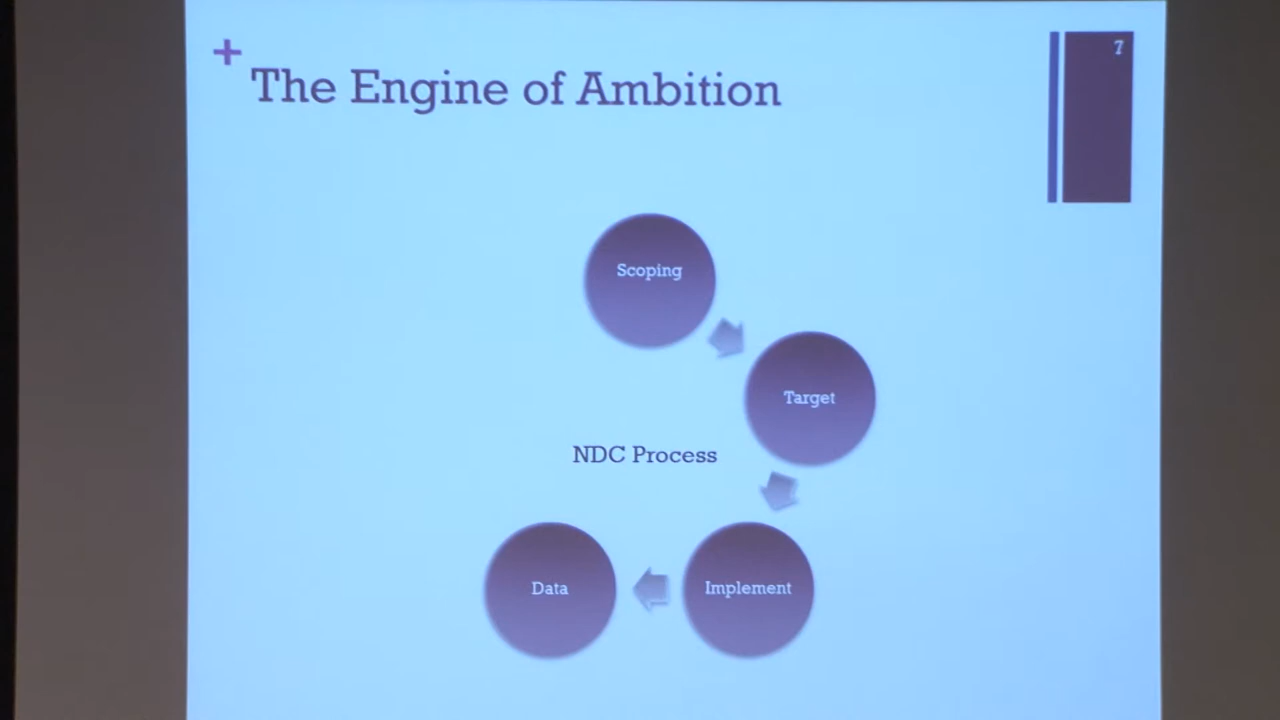 +
The Engine of Ambition
7
Scoping
Target
NDC Process
Implement
Data